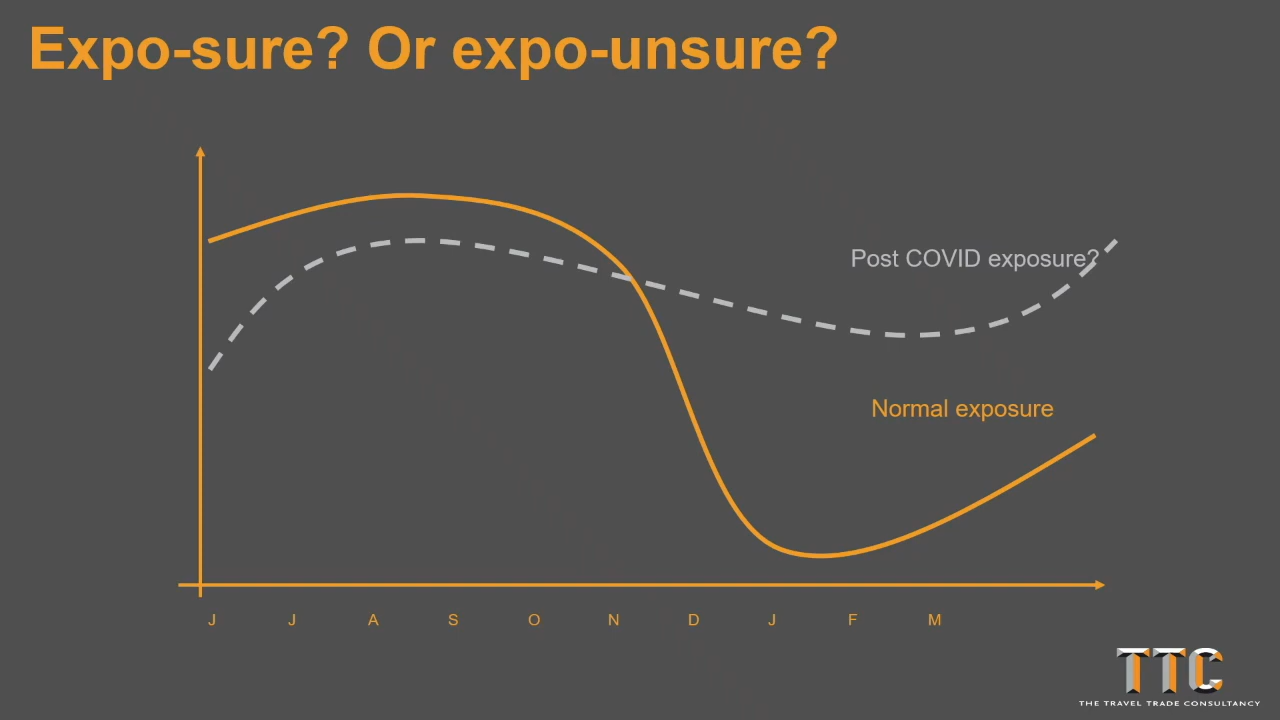 Expo-sure? Or expo-unsure?
Post COVID exposure?
Normal exposure
J J A S O N D J F M
TTC
THE TRAVEL TRADE CONSULTANCY